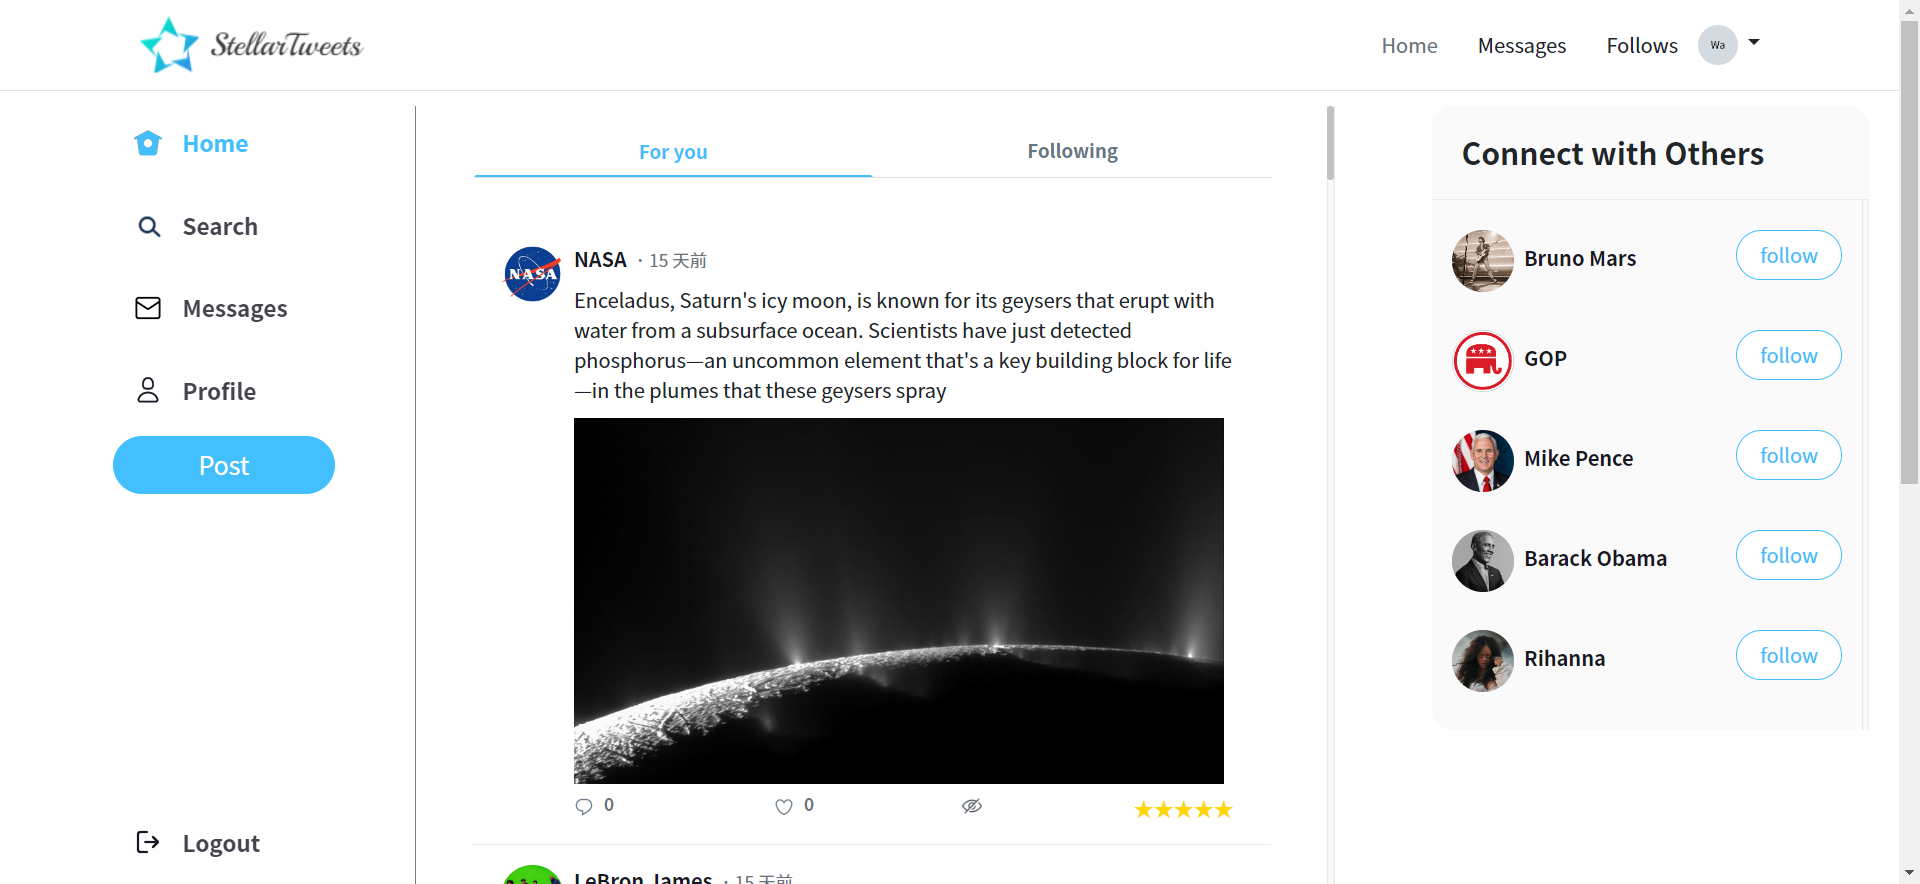 StellarTweets
Home
Messages
Follows
Wa
Home
Search
Messages
Profile
Post
Logout
For you
Following
NASA · 15 天前
Enceladus, Saturn's icy moon, is known for its geysers that erupt with
water from a subsurface ocean. Scientists have just detected
phosphorus—an uncommon element that's a key building block for life
—in the plumes that these geysers spray
NASA
0
0
LeBron James · 15 天前
Connect with Others
Bruno Mars
follow
GOP
follow
Mike Pence
follow
Barack Obama
follow
Rihanna
follow